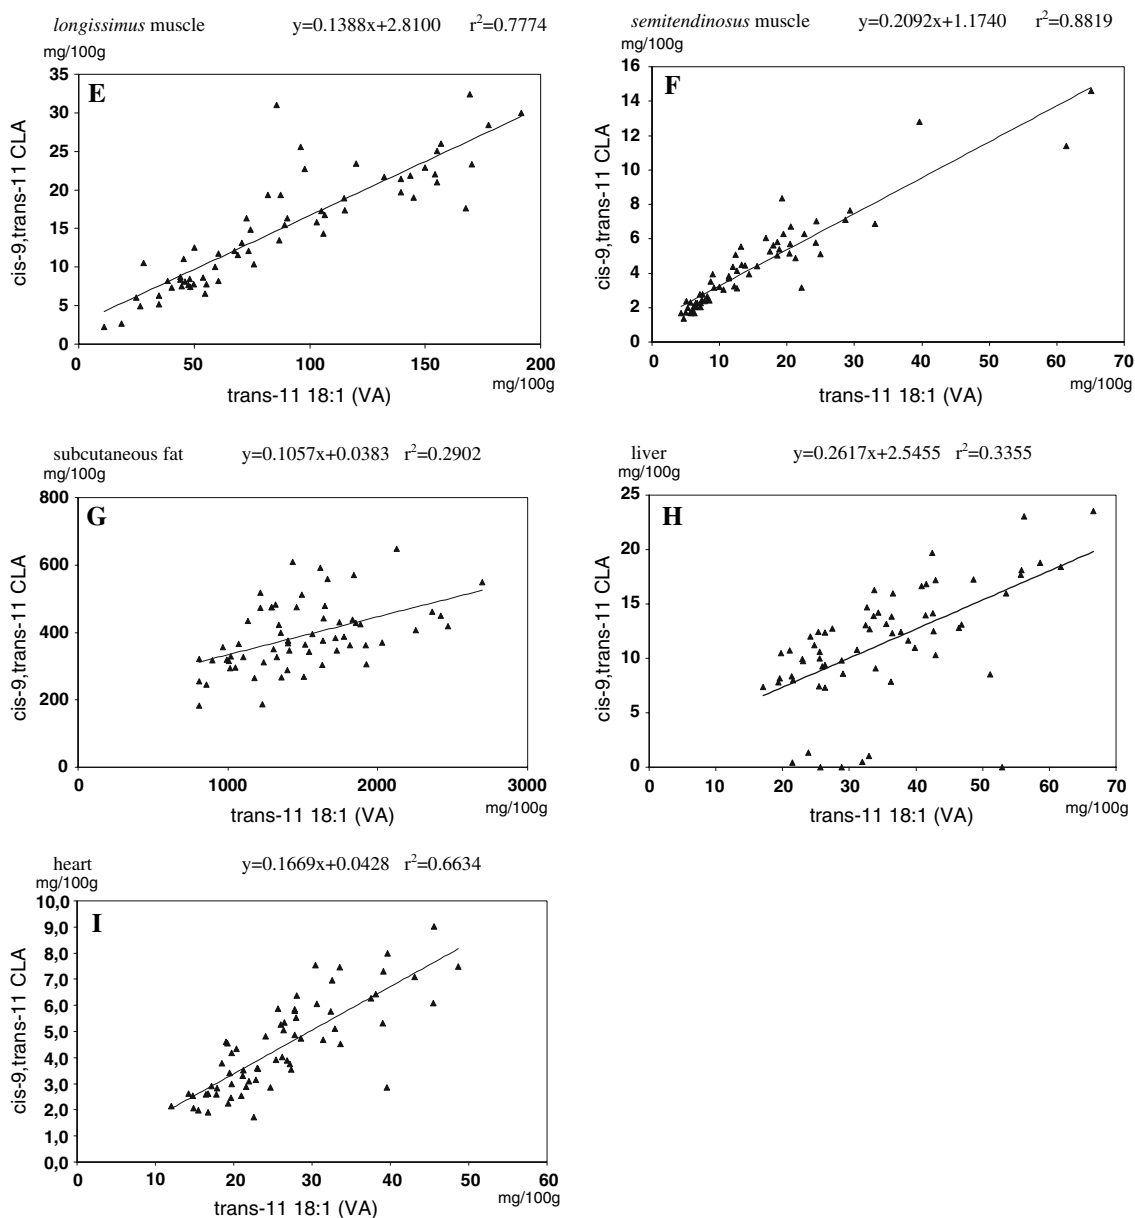 longissimus muscle y=0.1388x+2.8100 r²=0.7774
mg/100g
E
cis-9,trans-11 CLA
35
30
25
20
15
10
5
0
0 50 100 150 200
trans-11 18:1 (VA)
mg/100g
semitendinosus muscle y=0.2092x+1.1740 r²=0.8819
mg/100g
F
cis-9,trans-11 CLA
16
14
12
10
8
6
4
2
0
0 10 20 30 40 50 60 70
trans-11 18:1 (VA)
mg/100g
subcutaneous fat y=0.1057x+0.0383 r²=0.2902
mg/100g
G
cis-9,trans-11 CLA
800
600
400
200
0
0 1000 2000 3000
trans-11 18:1 (VA)
mg/100g
liver y=0.2617x+2.5455 r²=0.3355
mg/100g
H
cis-9,trans-11 CLA
25
20
15
10
5
0
0 10 20 30 40 50 60 70
trans-11 18:1 (VA)
mg/100g
heart y=0.1669x+0.0428 r²=0.6634
mg/100g
I
cis-9,trans-11 CLA
10,0
9,0
8,0
7,0
6,0
5,0
4,0
3,0
2,0
1,0
0,0
0 10 20 30 40 50 60
trans-11 18:1 (VA)
mg/100g